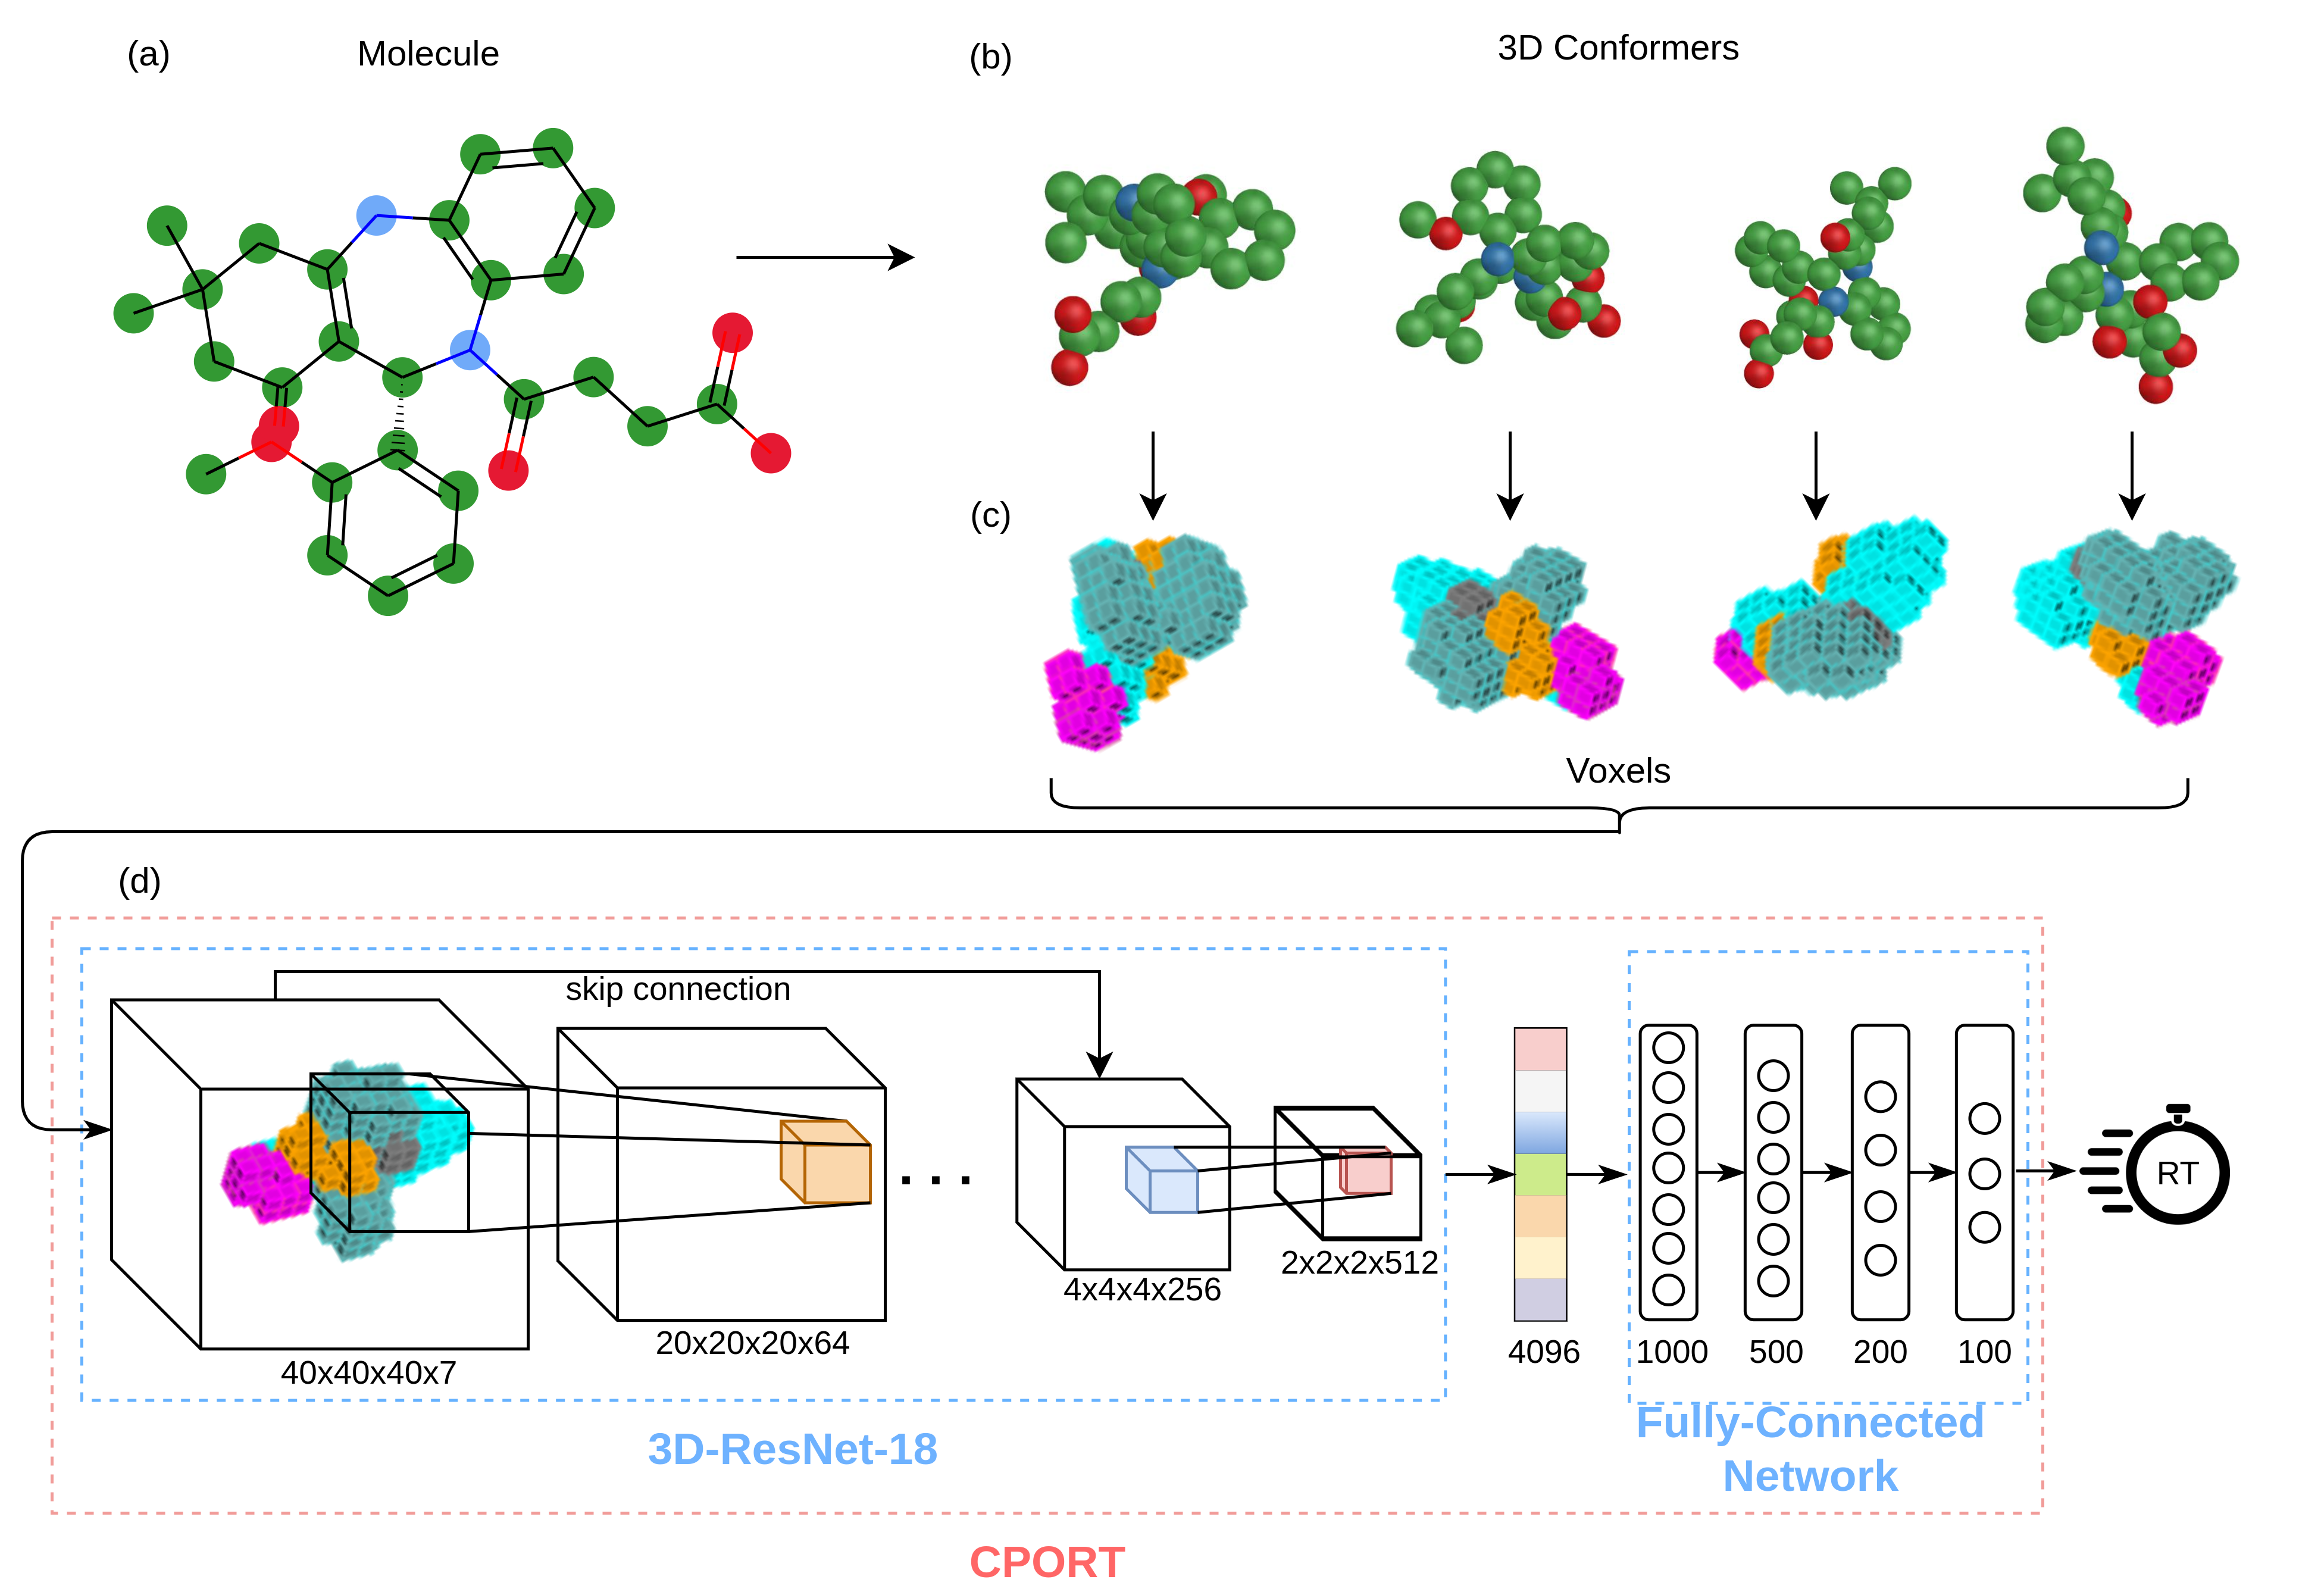 (a)
Molecule
(b)
3D Conformers
(c)
Voxels
(d)
skip connection
40x40x40x7
20x20x20x64
4x4x4x256
2x2x2x512
4096
1000
500
200
100
RT
3D-ResNet-18
Fully-Connected
Network
CPORT